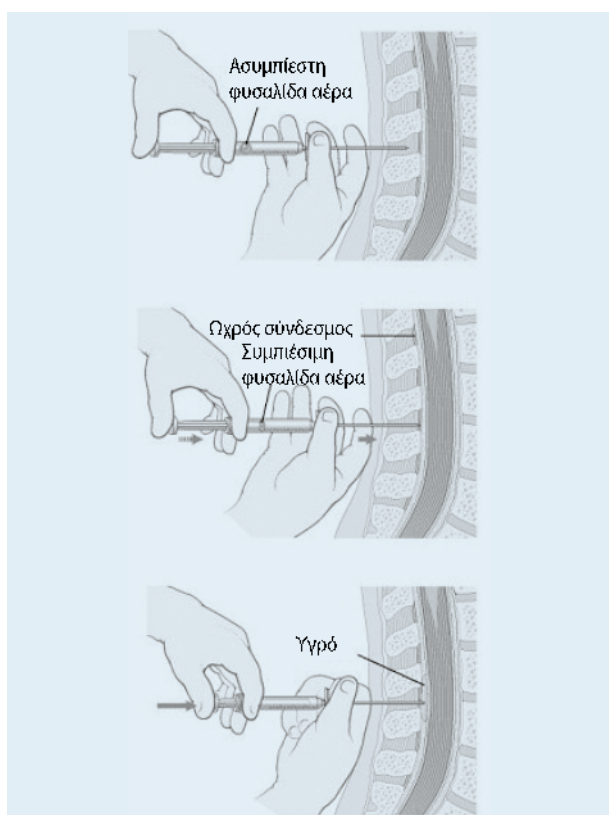 Ασυμπίεστη
φυσαλίδα αέρα
Ωχρός σύνδεσμος
Συμπιέσιμη
φυσαλίδα αέρα
Υγρό